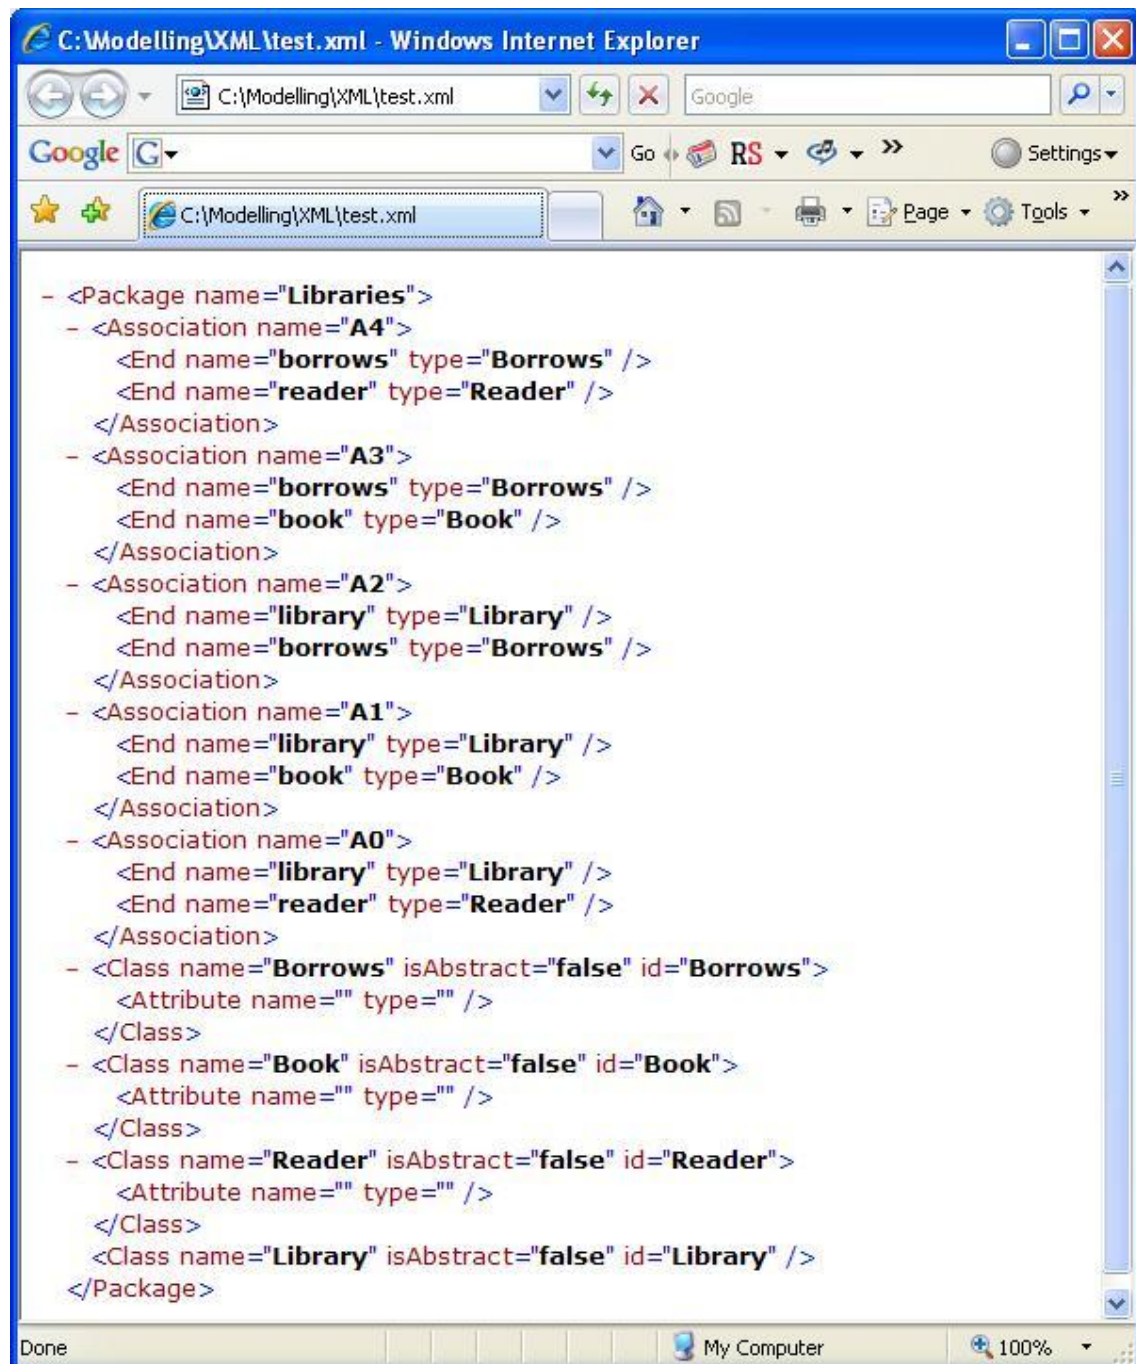 C:\Modelling\XML\test.xml - Windows Internet Explorer
C:\Modelling\XML\test.xml Google
Google G Go RS » Settings
C:\Modelling\XML\test.xml Page Tools »
- <Package name="Libraries">
- <Association name="A4">
<End name="borrows" type="Borrows" />
<End name="reader" type="Reader" />
</Association>
- <Association name="A3">
<End name="borrows" type="Borrows" />
<End name="book" type="Book" />
</Association>
- <Association name="A2">
<End name="library" type="Library" />
<End name="borrows" type="Borrows" />
</Association>
- <Association name="A1">
<End name="library" type="Library" />
<End name="book" type="Book" />
</Association>
- <Association name="A0">
<End name="library" type="Library" />
<End name="reader" type="Reader" />
</Association>
- <Class name="Borrows" isAbstract="false" id="Borrows">
<Attribute name="" type="" />
</Class>
- <Class name="Book" isAbstract="false" id="Book">
<Attribute name="" type="" />
</Class>
- <Class name="Reader" isAbstract="false" id="Reader">
<Attribute name="" type="" />
</Class>
<Class name="Library" isAbstract="false" id="Library" />
</Package>
Done My Computer 100%